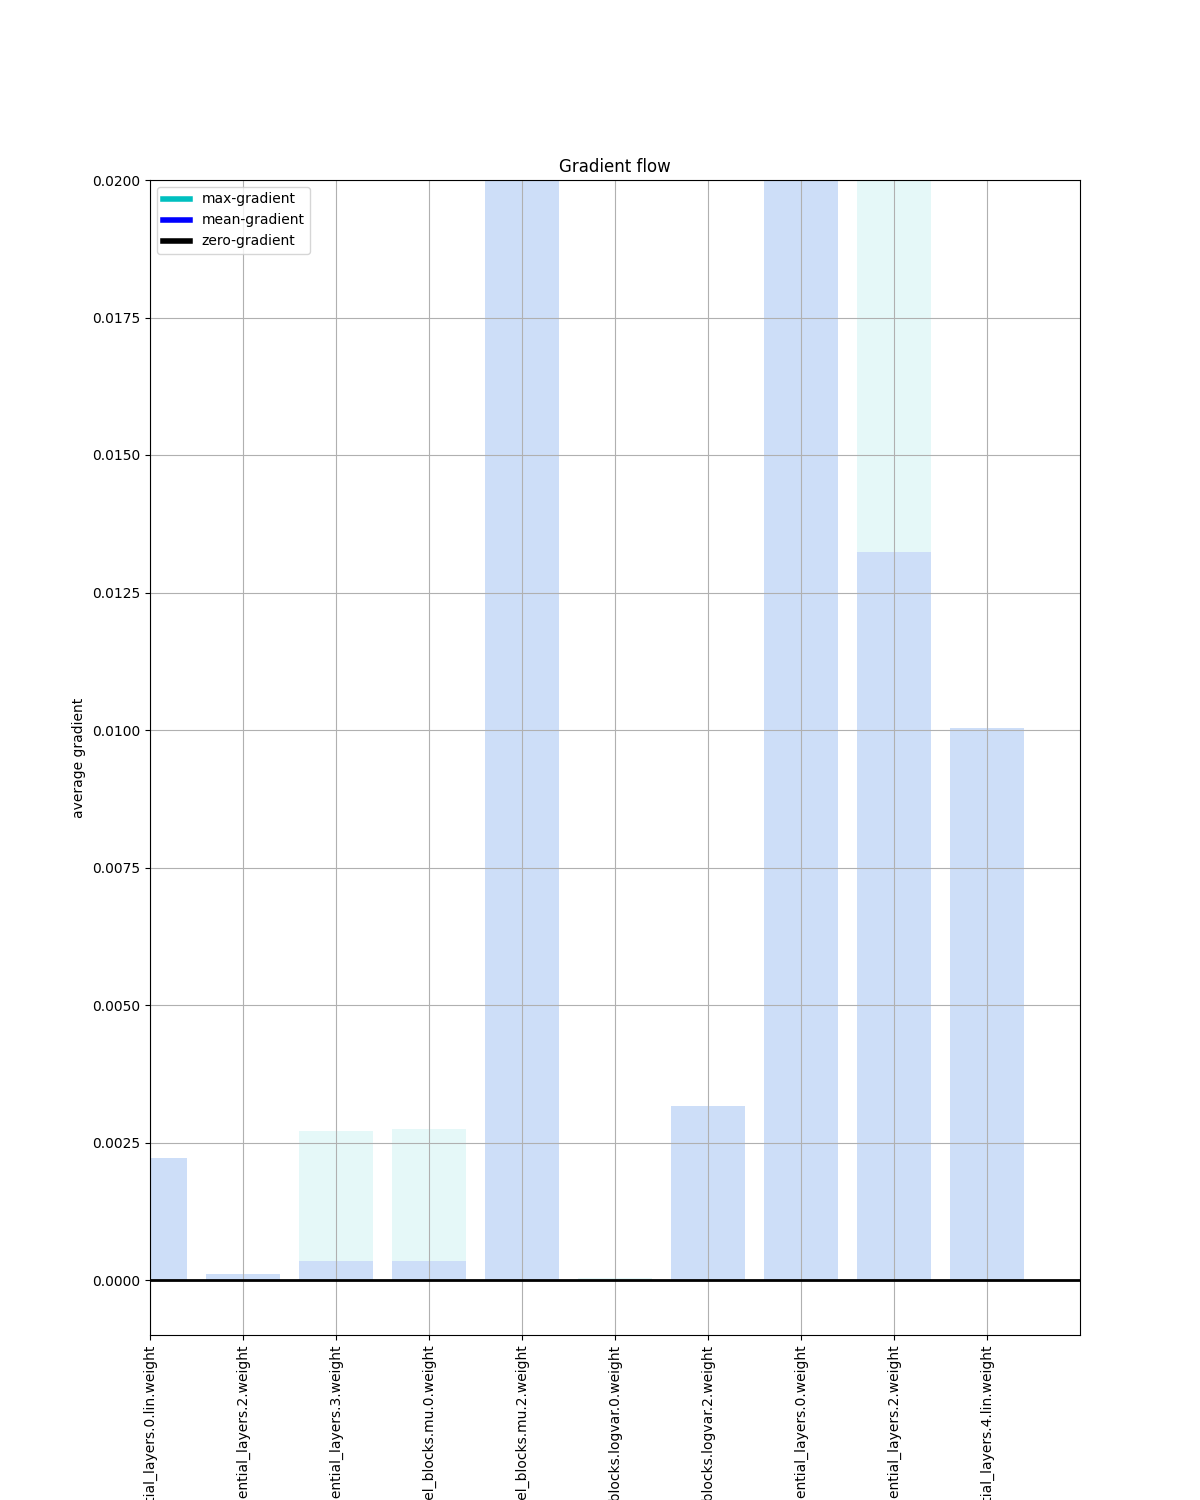 Gradient flow
max-gradient
mean-gradient
zero-gradient
0.0200
0.0175
0.0150
0.0125
0.0100
0.0075
0.0050
0.0025
0.0000
average gradient
tial_layers.0.lin.weight
ential_layers.2.weight
ential_layers.3.weight
el_blocks.mu.0.weight
el_blocks.mu.2.weight
blocks.logvar.0.weight
blocks.logvar.2.weight
ential_layers.0.weight
ential_layers.2.weight
tial_layers.4.lin.weight